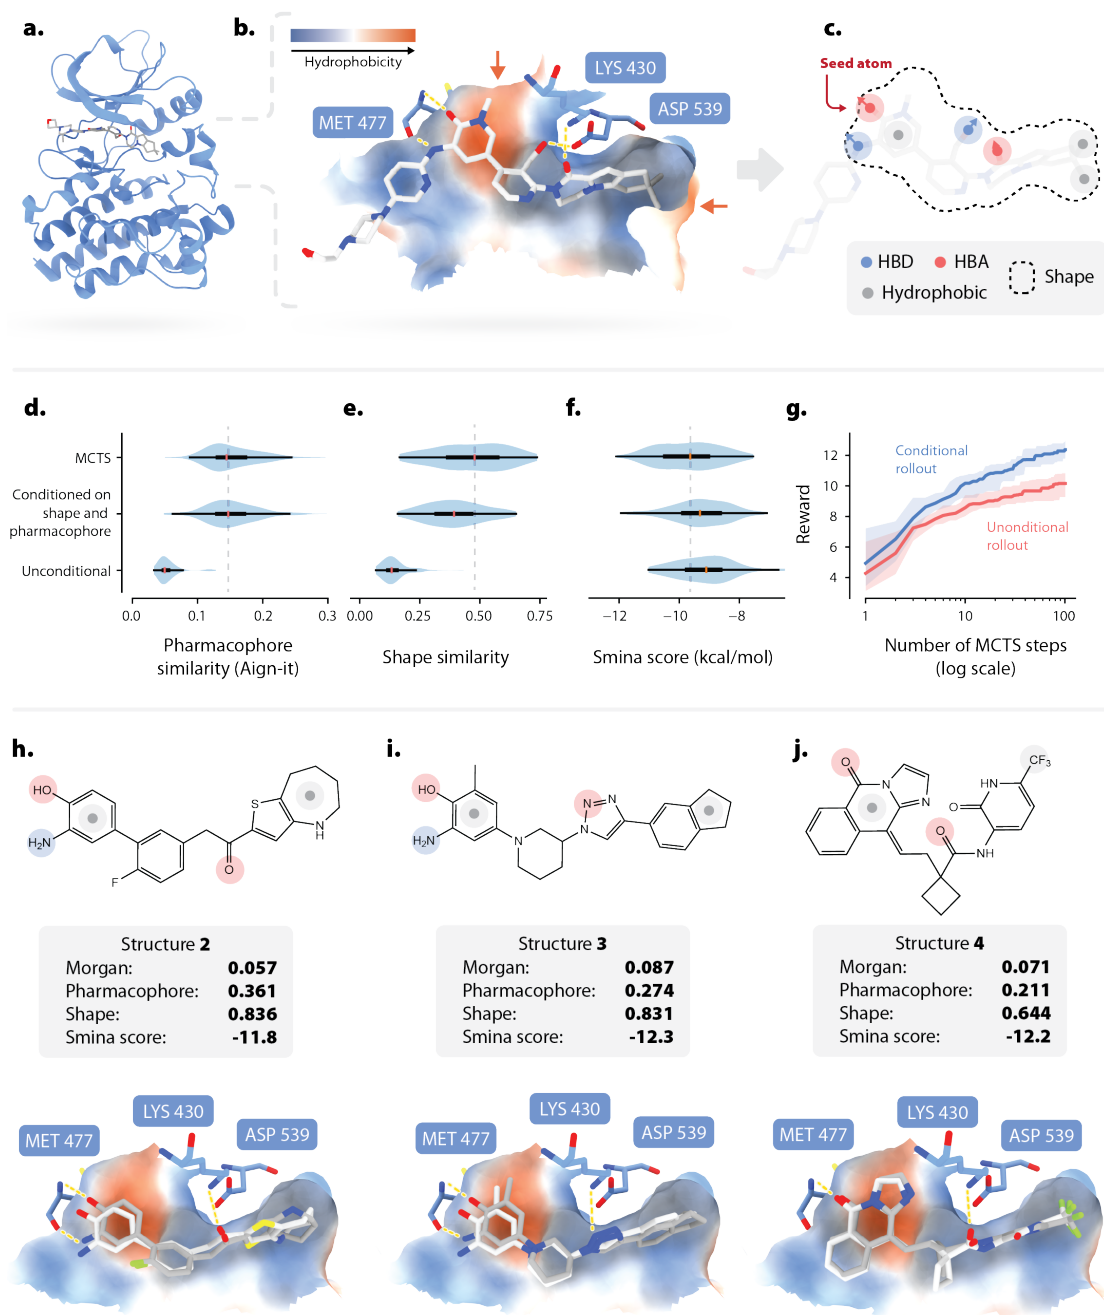 a.
b.
Hydrophobicity
LYS 430
MET 477
ASP 539
c.
Seed atom
HBD
HBA
Hydrophobic
Shape
d.
MCTS
Conditioned on
shape and
pharmacophore
Unconditional
0.0
0.1
0.2
0.3
Pharmacophore
similarity (Aign-it)
e.
0.00
0.25
0.50
0.75
Shape similarity
f.
−12
−10
−8
Smina score (kcal/mol)
g.
Reward
12
10
8
6
4
Conditional
rollout
Unonditional
rollout
1
10
100
Number of MCTS steps
(log scale)
h.
HO
H₂N
F
O
S
N
H
Structure 2
Morgan: 0.057
Pharmacophore: 0.361
Shape: 0.836
Smina score: -11.8
MET 477
LYS 430
ASP 539
i.
HO
H₂N
N
N
N
N
Structure 3
Morgan: 0.087
Pharmacophore: 0.274
Shape: 0.831
Smina score: -12.3
MET 477
LYS 430
ASP 539
j.
O
N
N
O
NH
O
HN
CF₃
Structure 4
Morgan: 0.071
Pharmacophore: 0.211
Shape: 0.644
Smina score: -12.2
MET 477
LYS 430
ASP 539